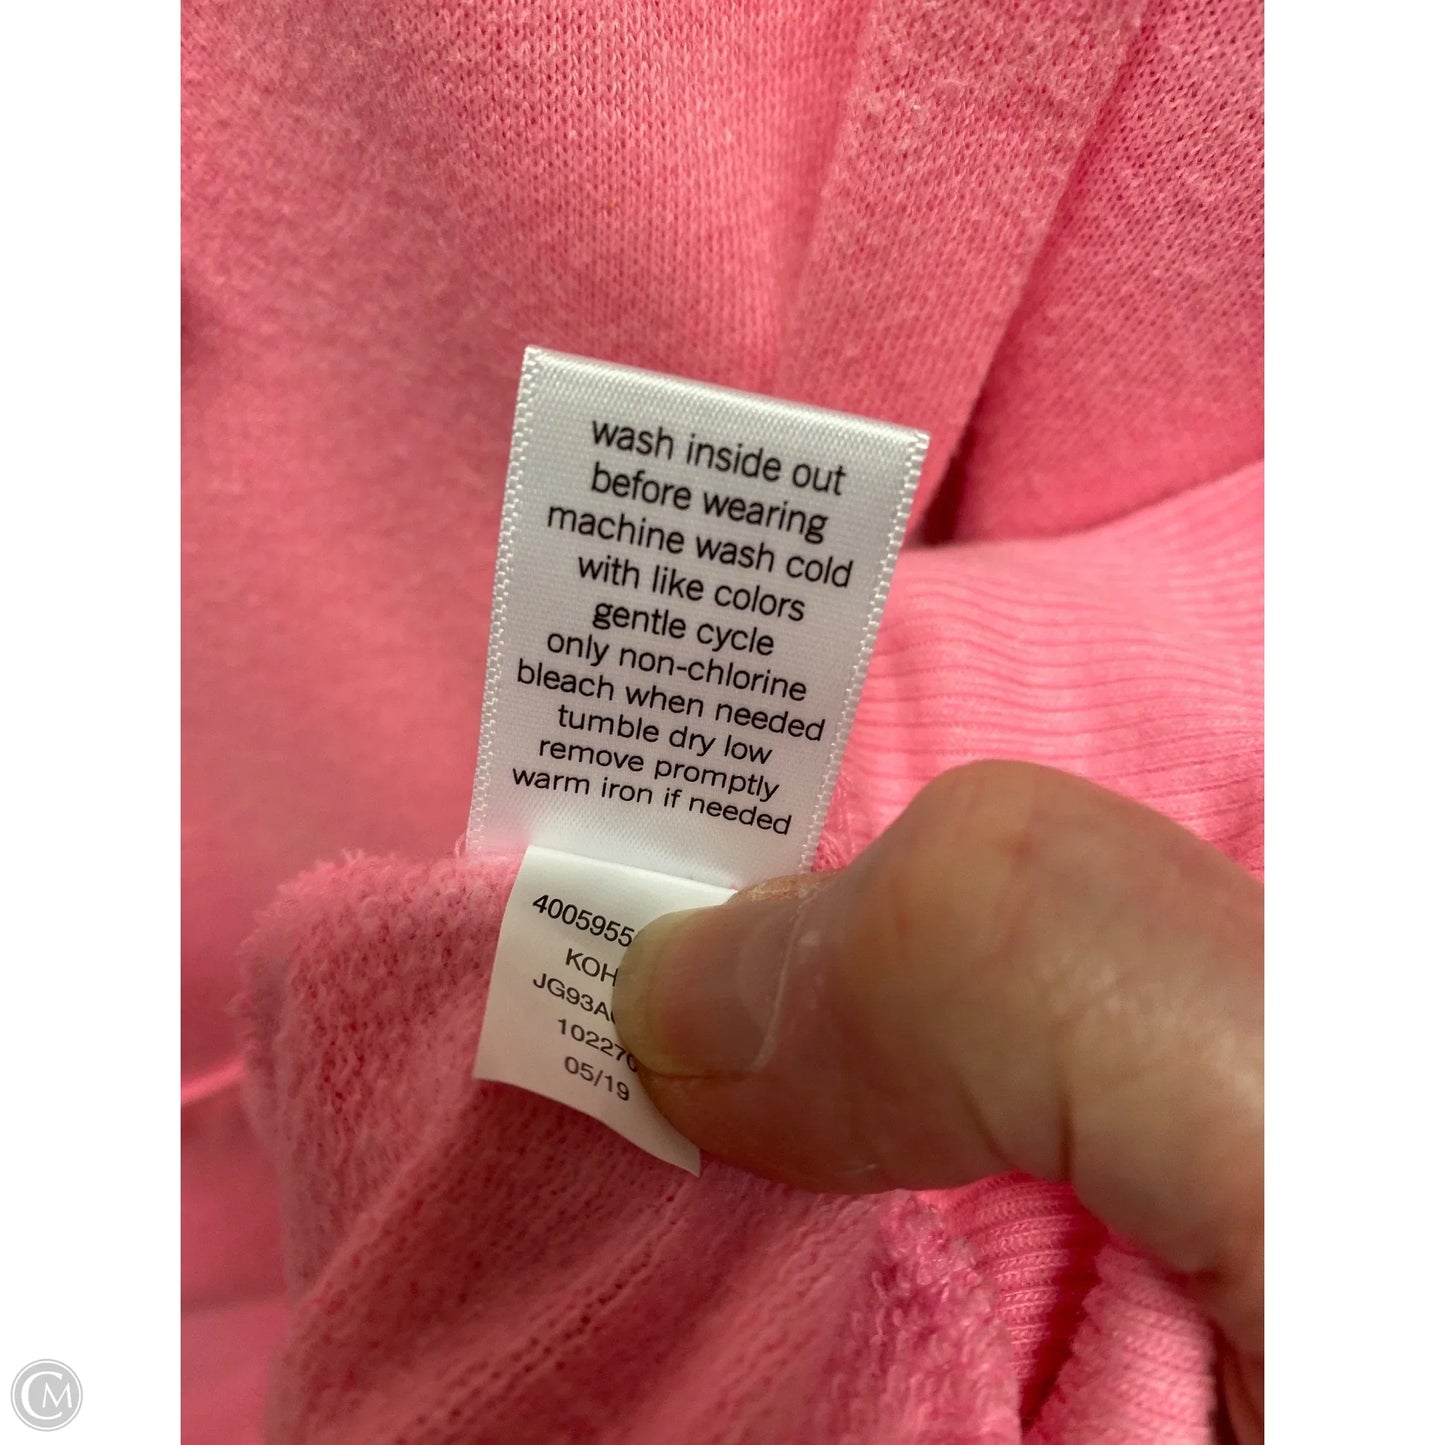 wash inside out
before wearing
machine wash cold
with like colors
gentle cycle
only non-chlorine
bleach when needed
tumble dry low
remove promptly
warm iron if needed
05/19
CM